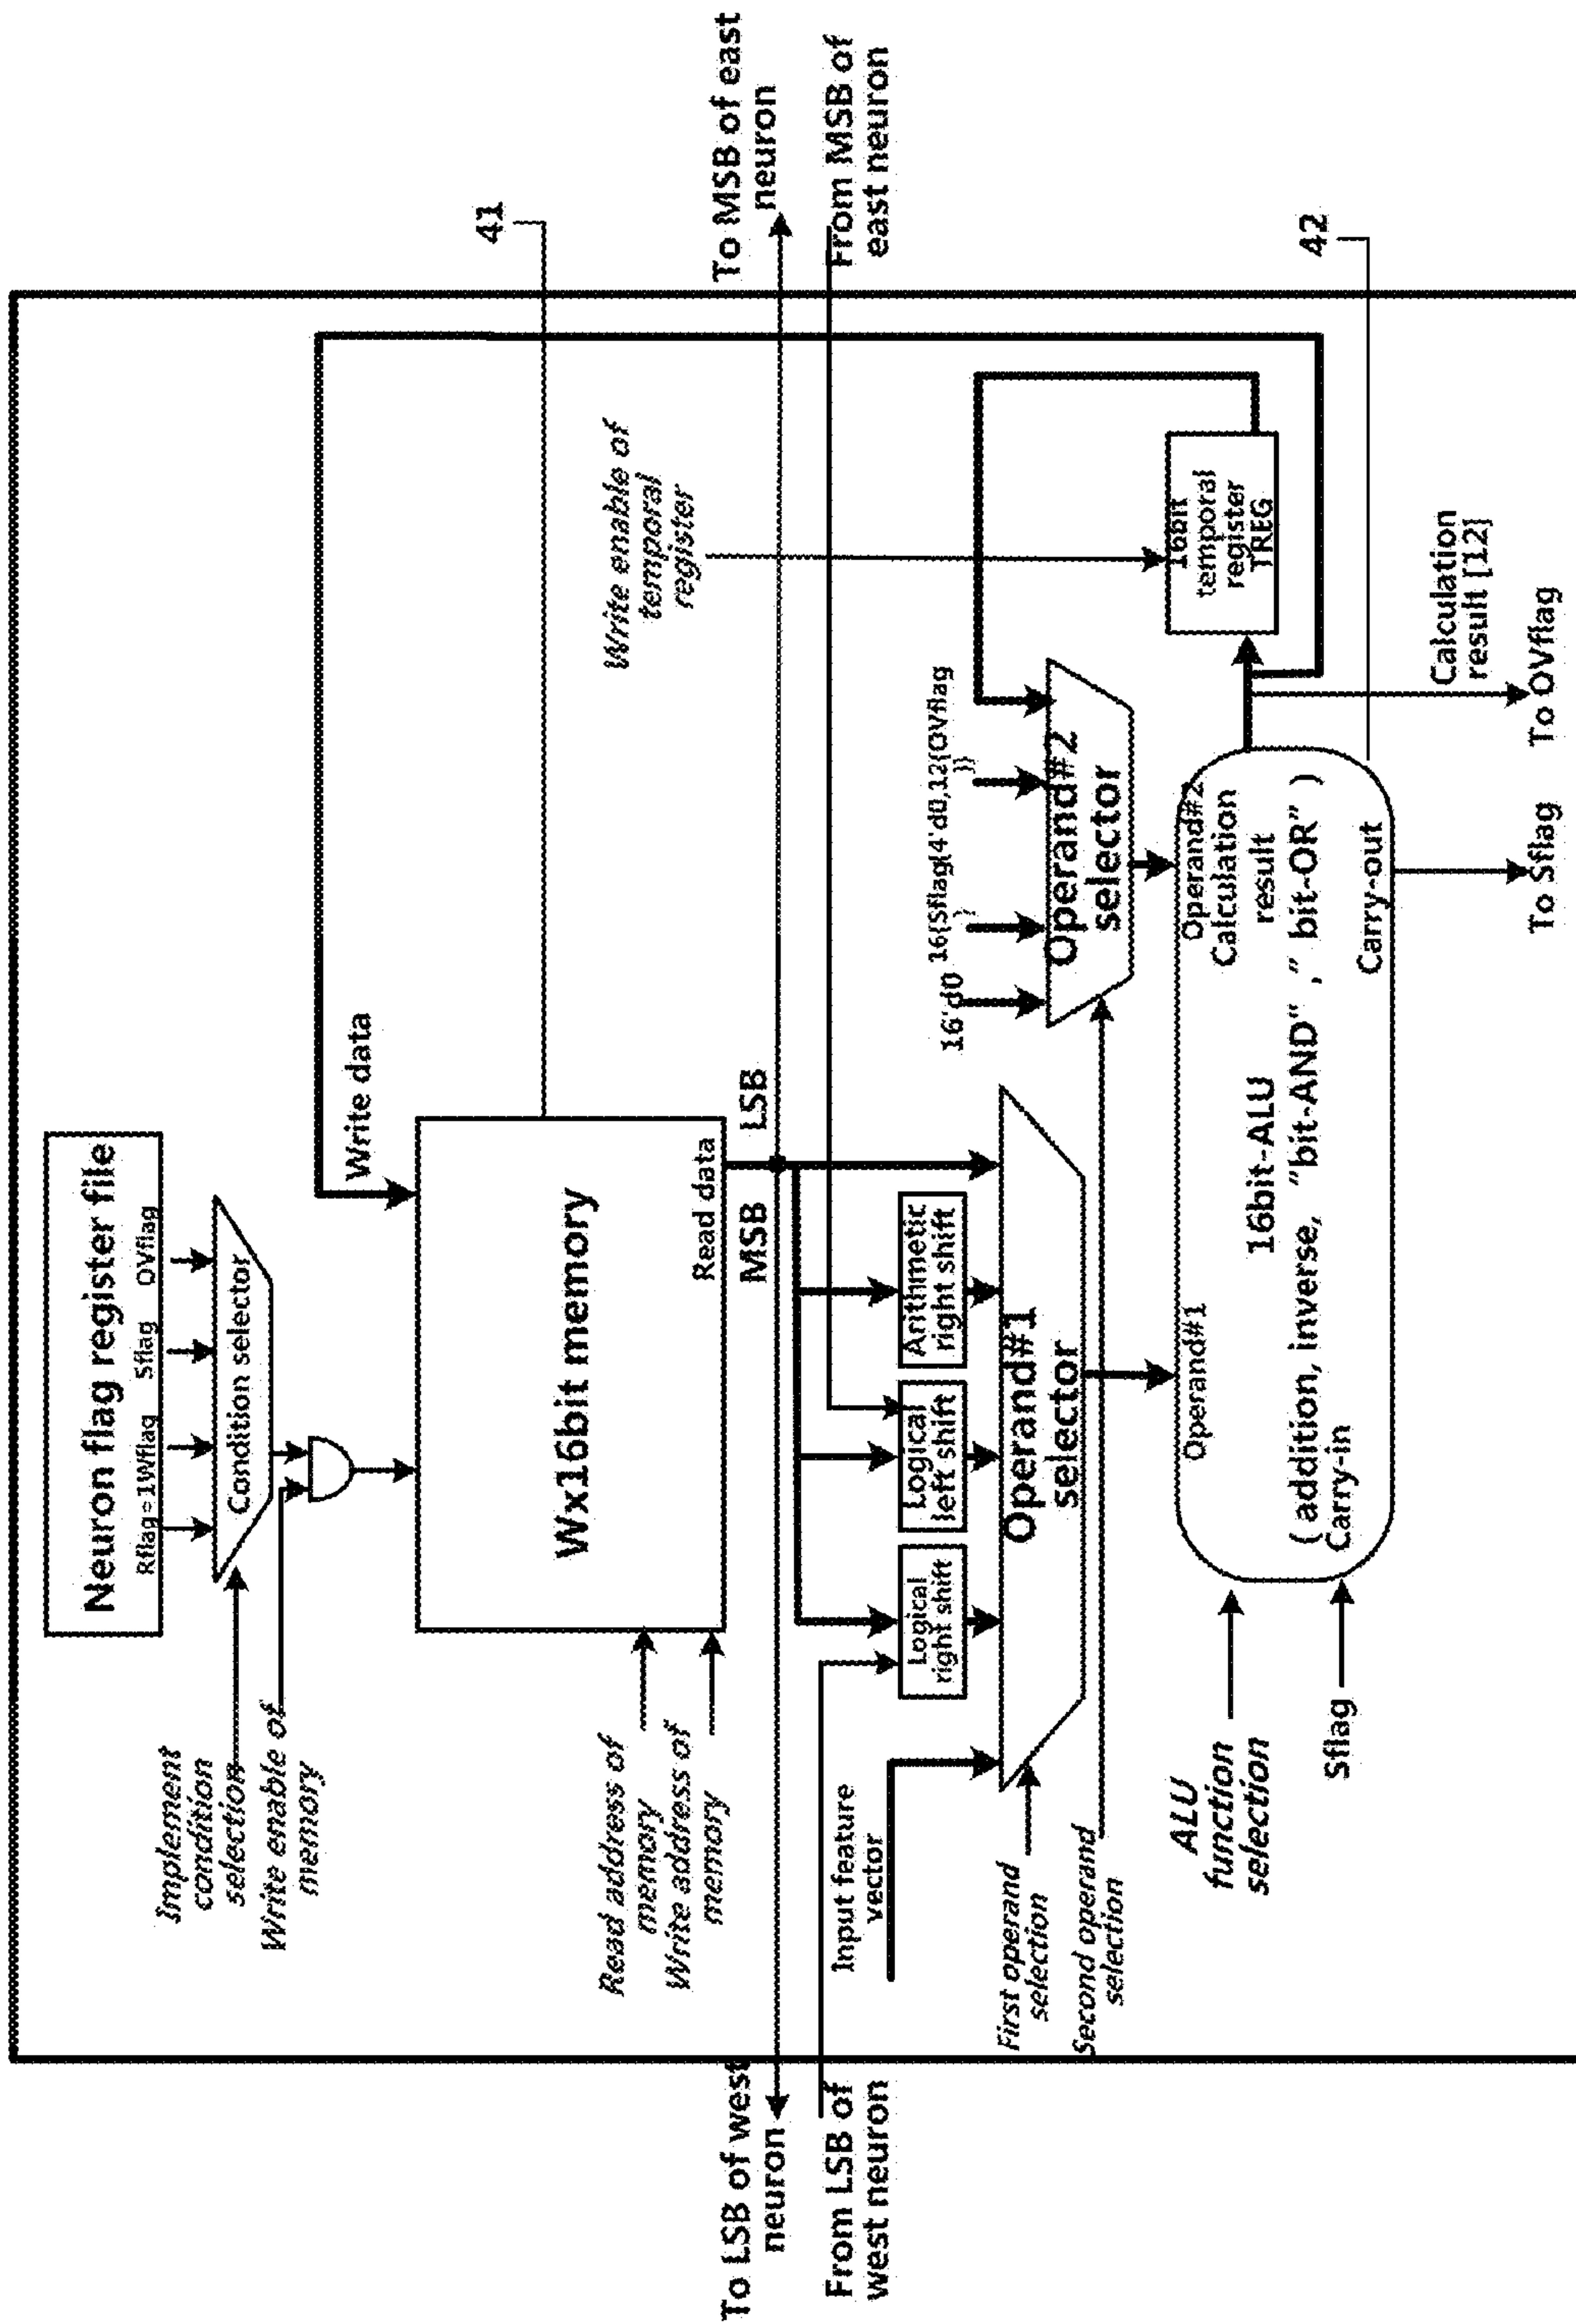 Neuron flag register file
Rflag=1Wflag Sflag OVflag
Condition selector
Implement
condition
selection
Write enable of
memory
Write data
41
Wx16bit memory
Read data
Read address of
memory
Write address of
memory
Write enable of
temporal
register
MSB LSB
To LSB of west
neuron
To MSB of east
neuron
From LSB of
west neuron
From MSB of
east neuron
Input feature
vector
Logical
right shift
Logical
left shift
Arithmetic
right shift
16'd0
16{Sflag{4'd0,12{OVflag
} }}
First operand
selection
Operand#1
selector
Second operand
selection
Operand#2
selector
16bit
temporal
register
TREG
ALU
function
selection
Operand#1
Operand#2
Calculation
result
16bit-ALU
( addition, inverse, "bit-AND" ," bit-OR" )
Carry-in
Carry-out
Sflag
42
Calculation
result [12]
To Sflag
To OVflag